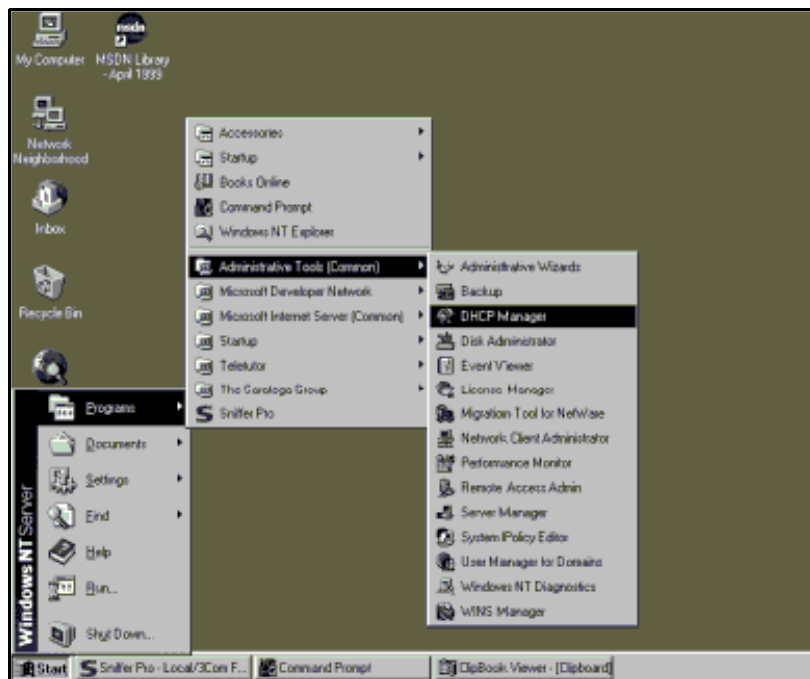 My Computer
MSDN Library
- April 1999
Network
Neighborhood
Inbox
Recycle Bin
Accessories
Startup
Books Online
Command Prompt
Windows NT Explorer
Administrative Tools (Common)
Microsoft Developer Network
Microsoft Internet Server (Common)
Startup
Teletutor
The Saratoga Group
Sniffer Pro
Administrative Wizards
Backup
DHCP Manager
Disk Administrator
Event Viewer
License Manager
Migration Tool for NetWare
Network Client Administrator
Performance Monitor
Remote Access Admin
Server Manager
System Policy Editor
User Manager for Domains
Windows NT Diagnostics
WINS Manager
Programs
Documents
Settings
Find
Help
Run...
Shut Down...
Windows NT Server
Start
Sniffer Pro - Local/3Com F...
Command Prompt
ClipBook Viewer - [Clipboard]